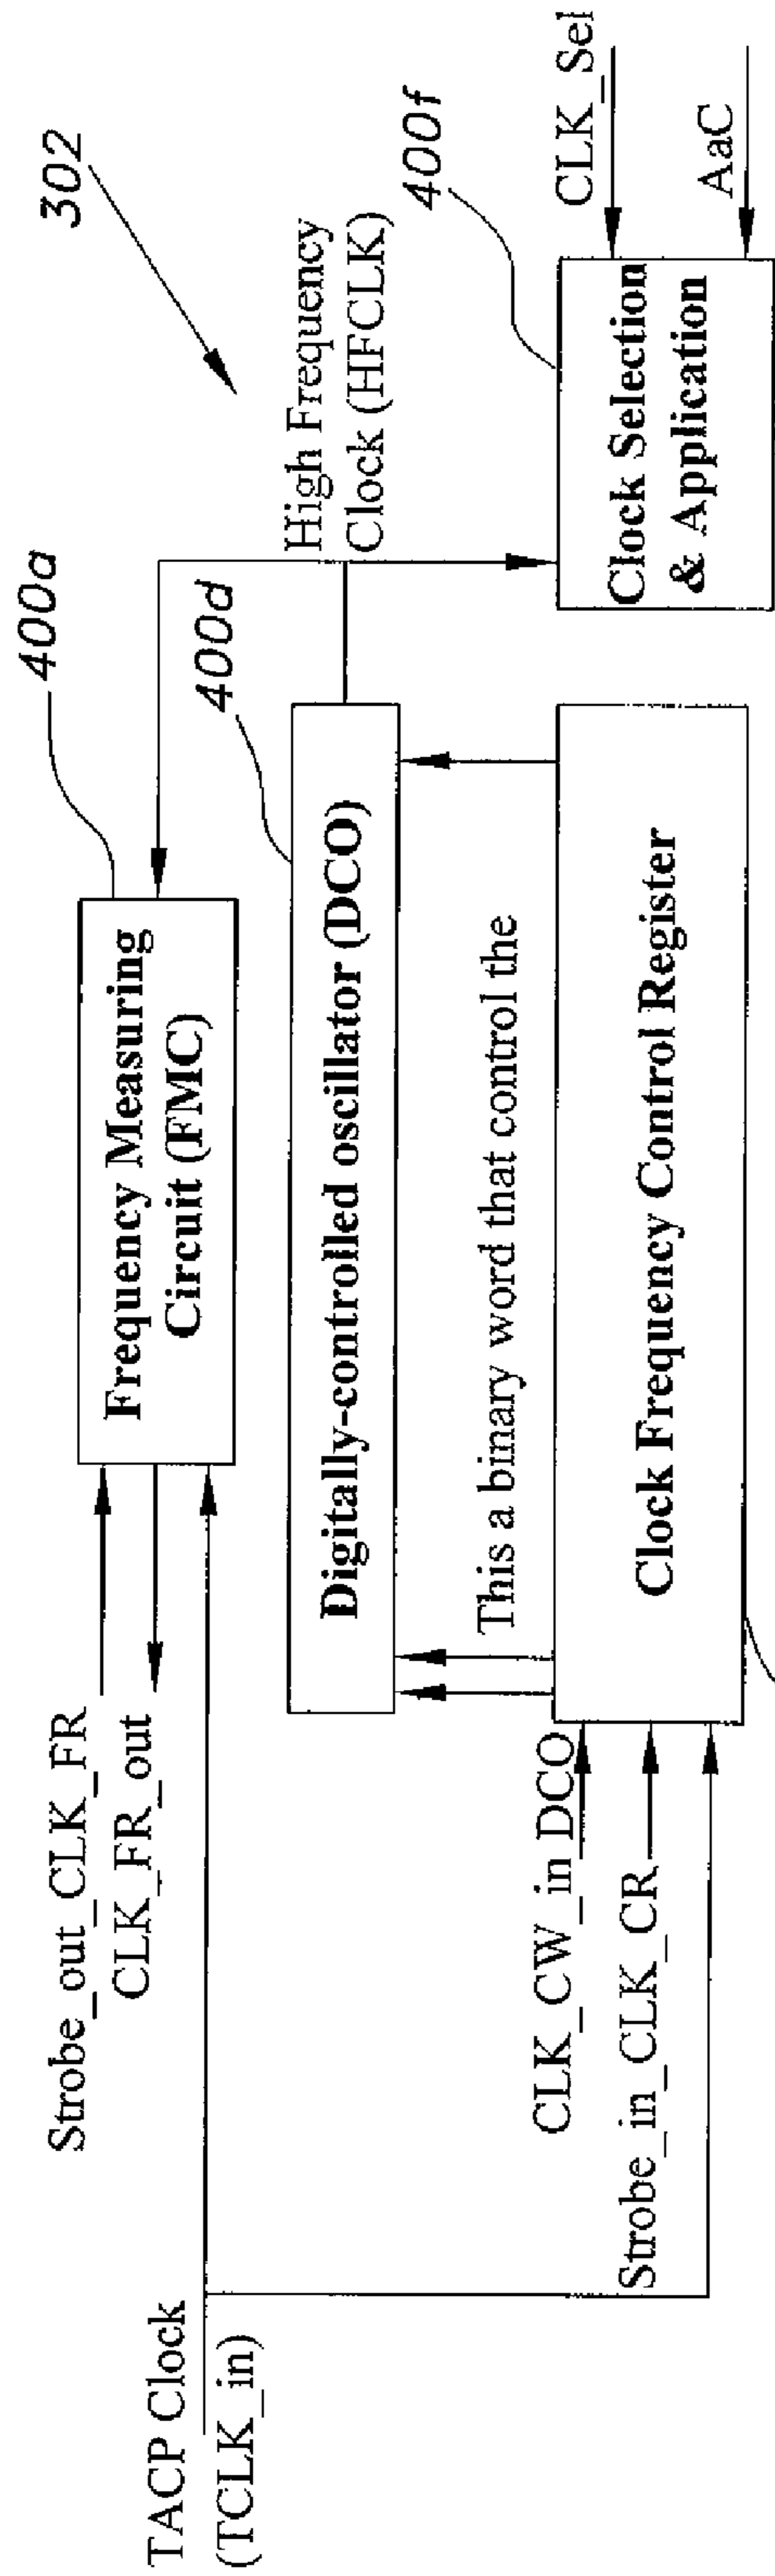 302
400a
Strobe_out_CLK_FR
CLK_FR_out
Frequency Measuring
Circuit (FMC)
TACP Clock
(TCLK_in)
400d
High Frequency
Clock (HFCLK)
Digitally-controlled oscillator (DCO)
This a binary word that control the
CLK_CW_in DCO
Strobe_in_CLK_CR
Clock Frequency Control Register
400f
Clock Selection
& Application
CLK_Sel
AaC